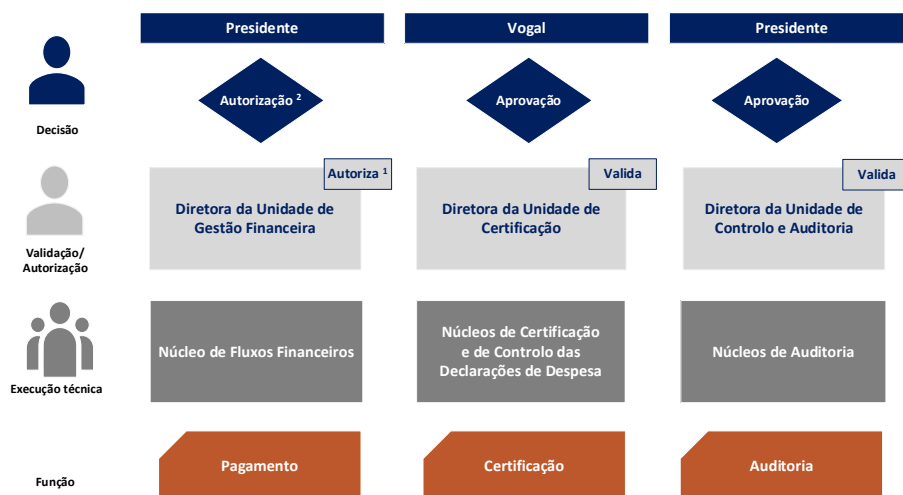 Presidente
Vogal
Presidente
Autorização ²
Aprovação
Aprovação
Decisão
Autoriza ¹
Valida
Valida
Diretora da Unidade de
Gestão Financeira
Diretora da Unidade de
Certificação
Diretora da Unidade de
Controlo e Auditoria
Validação/
Autorização
Núcleo de Fluxos Financeiros
Núcleos de Certificação
e de Controlo das
Declarações de Despesa
Núcleos de Auditoria
Execução técnica
Pagamento
Certificação
Auditoria
Função